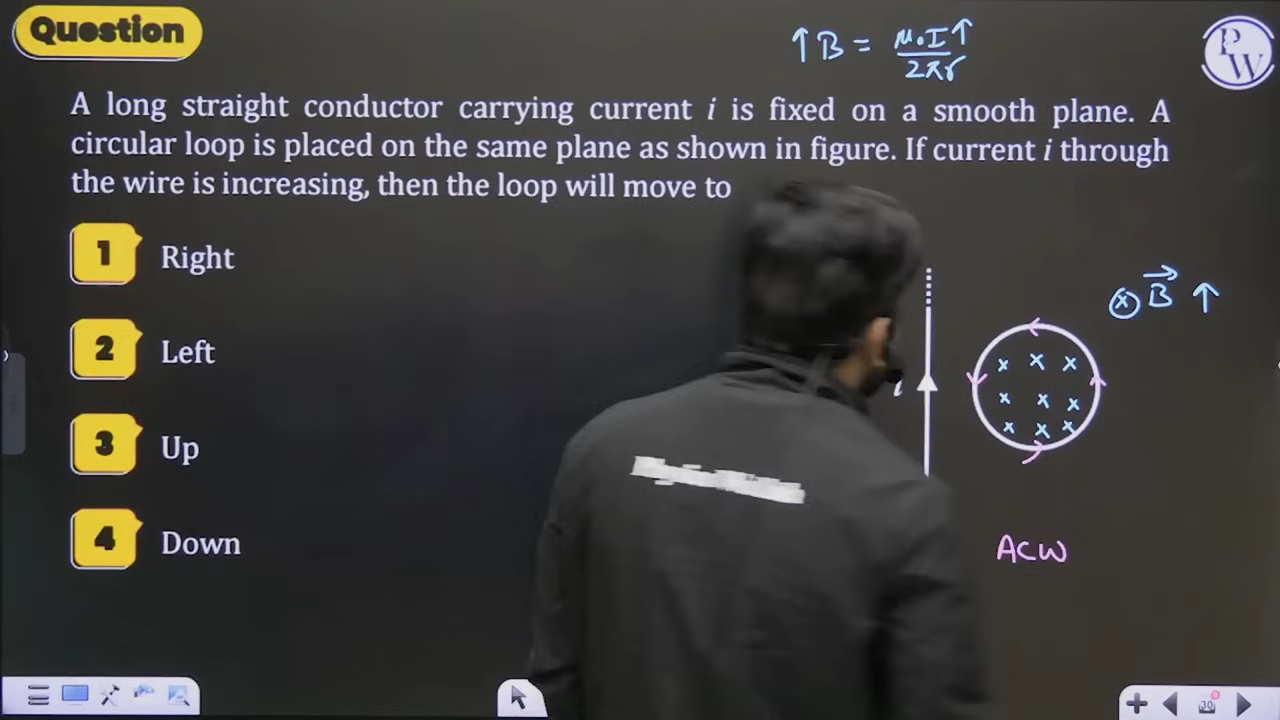 Question
↑ B = μ₀I↑ / 2πr
PW
A long straight conductor carrying current i is fixed on a smooth plane. A
circular loop is placed on the same plane as shown in figure. If current i through
the wire is increasing, then the loop will move to
1 Right
2 Left
3 Up
4 Down
i
⊗ B⃗ ↑
x x x
x x x
x x x
ACW
30